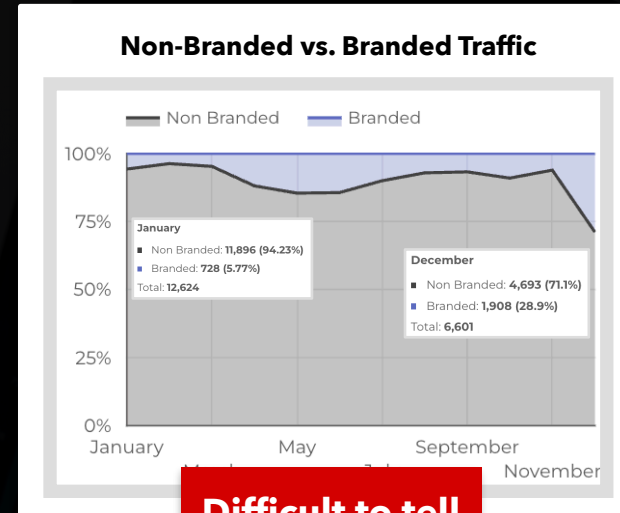 Non-Branded vs. Branded Traffic
Non Branded Branded
100%
75%
50%
25%
0%
January
Non Branded: 11,896 (94.23%)
Branded: 728 (5.77%)
Total: 12,624
December
Non Branded: 4,693 (71.1%)
Branded: 1,908 (28.9%)
Total: 6,601
January May September
November
Difficult to tell